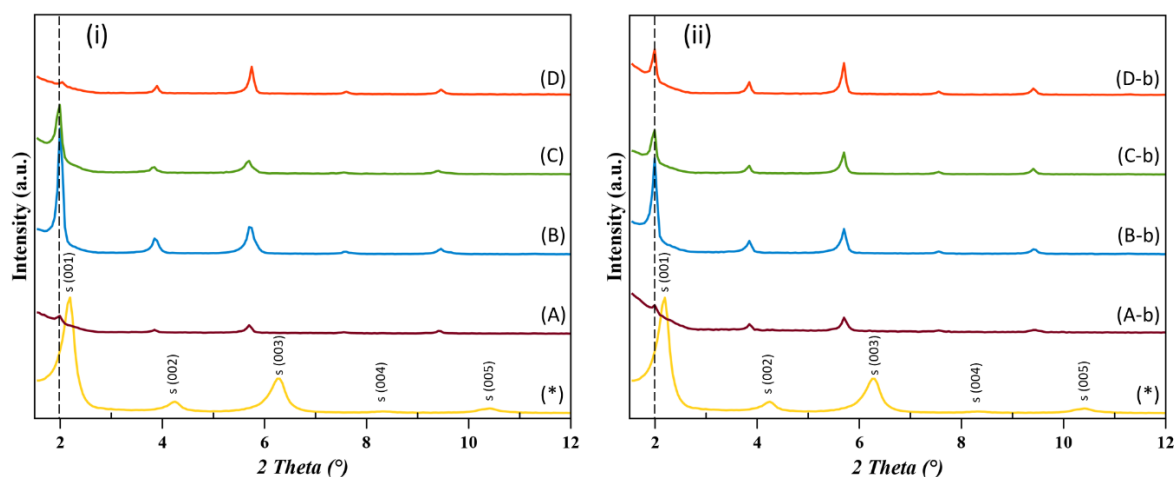 (i)
(D)
(C)
(B)
(A)
(*)
s (001)
s (002)
s (003)
s (004)
s (005)
Intensity (a.u.)
2 4 6 8 10 12
2 Theta (°)
(ii)
(D-b)
(C-b)
(B-b)
(A-b)
(*)
s (001)
s (002)
s (003)
s (004)
s (005)
Intensity (a.u.)
2 4 6 8 10 12
2 Theta (°)